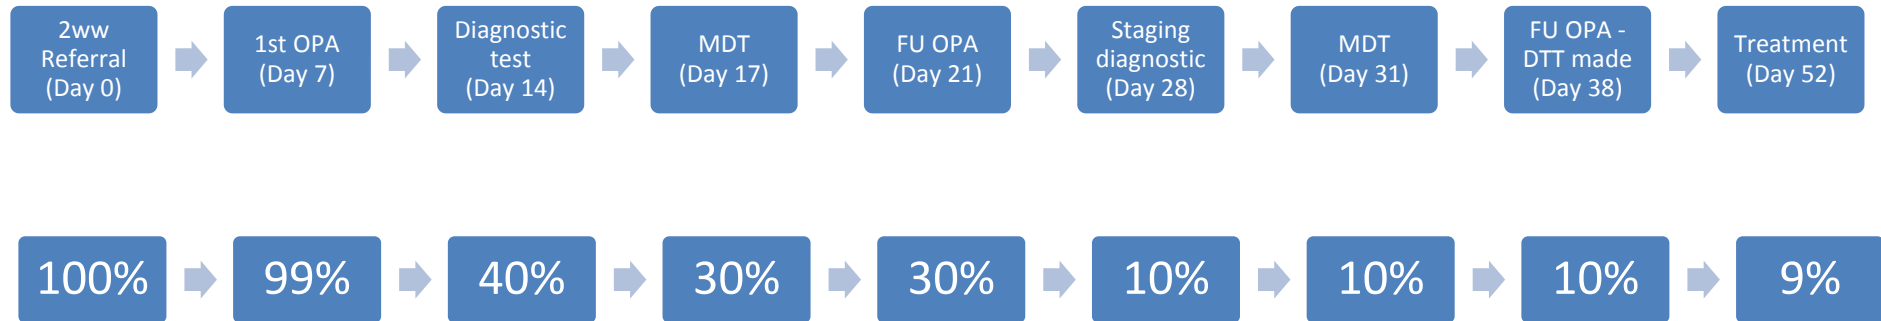 2ww
Referral
(Day 0)
1st OPA
(Day 7)
Diagnostic
test
(Day 14)
MDT
(Day 17)
FU OPA
(Day 21)
Staging
diagnostic
(Day 28)
MDT
(Day 31)
FU OPA -
DTT made
(Day 38)
Treatment
(Day 52)
100%
99%
40%
30%
30%
10%
10%
10%
9%